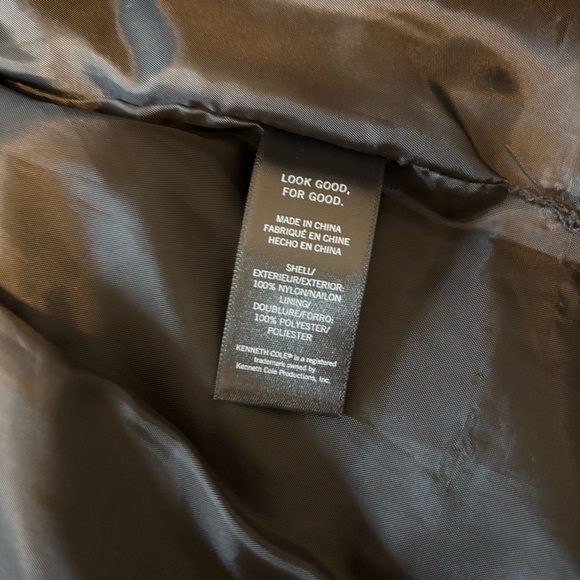 LOOK GOOD,
FOR GOOD.
MADE IN CHINA
FABRIQUÉ EN CHINE
HECHO EN CHINA
SHELL/
EXTERIEUR/EXTERIOR:
100% NYLON/NAILON
LINING/
DOUBLURE/FORRO:
100% POLYESTER/
POLIESTER
KENNETH COLE® is a registered
trademark owned by
Kenneth Cole Productions, Inc.